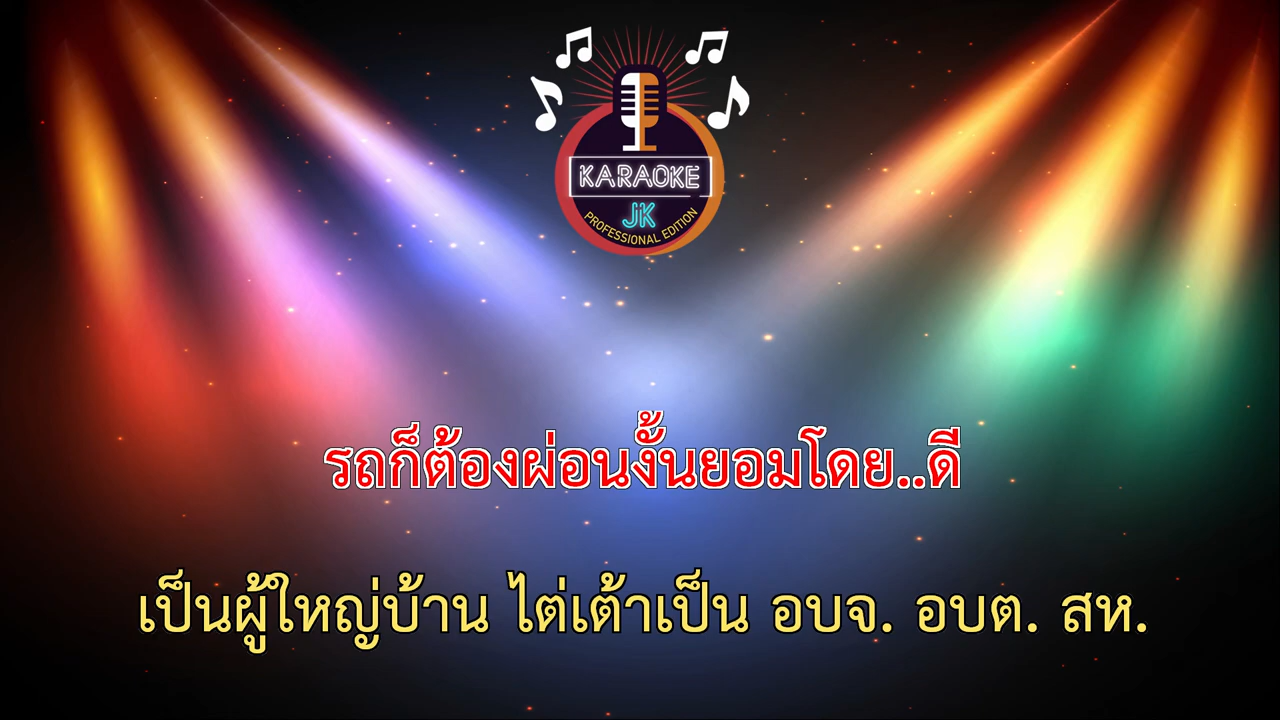 KARAOKE
JK
PROFESSIONAL EDITION
รถก็ต้องผ่อนงั้นยอมโดย..ดี
เป็นผู้ใหญ่บ้าน ไต่เต้าเป็น อบจ. อบต. สห.